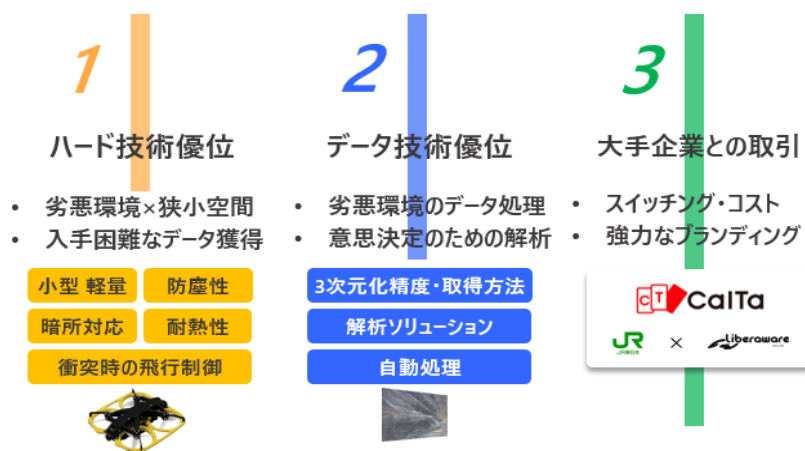 1
ハード技術優位
• 劣悪環境×狭小空間
• 入手困難なデータ獲得
小型 軽量
防塵性
暗所対応
耐熱性
衝突時の飛行制御
2
データ技術優位
• 劣悪環境のデータ処理
• 意思決定のための解析
3次元化精度・取得方法
解析ソリューション
自動処理
3
大手企業との取引
• スイッチング・コスト
• 強力なブランディング
CT CalTa
JR
JR東日本
×
Liberaware